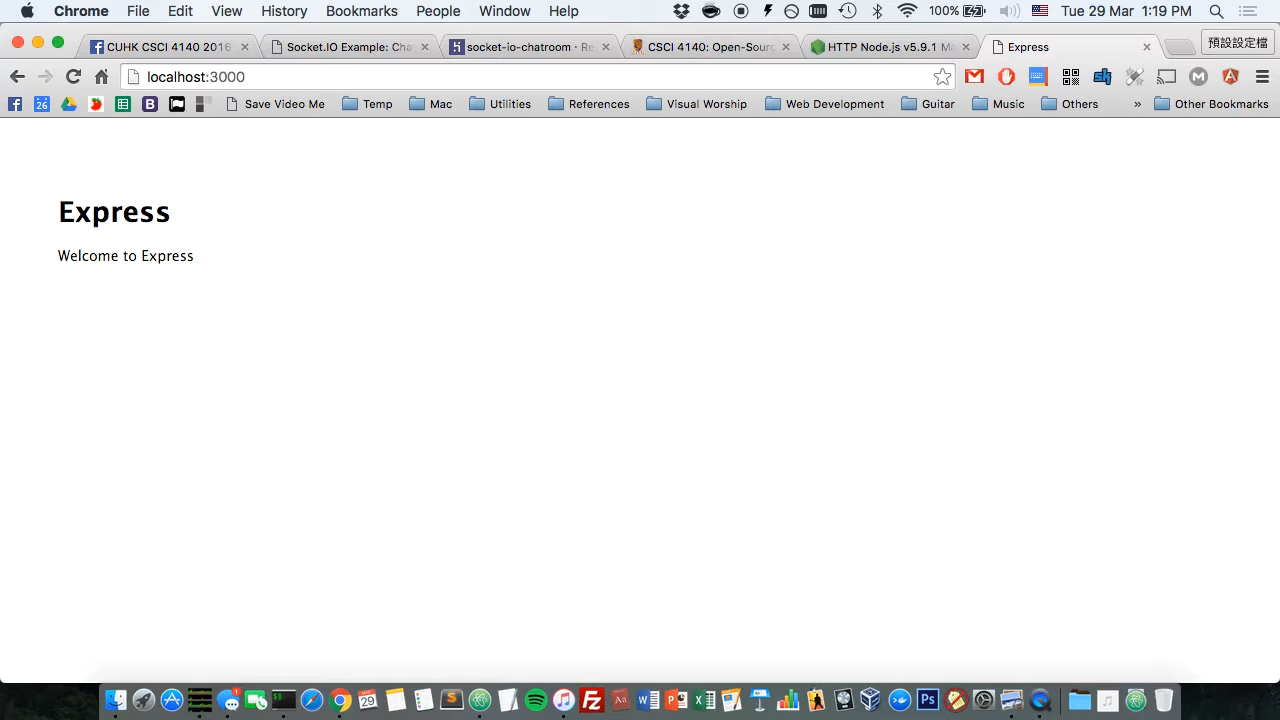 Chrome File Edit View History Bookmarks People Window Help 100% Tue 29 Mar 1:19 PM
CUHK CSCI 4140 2016 Socket.IO Example: Cha socket-io-chatroom · Re CSCI 4140: Open-Sourc HTTP Node.js v5.9.1 Ma Express 預設設定檔
localhost:3000
26 B Save Video Me Temp Mac Utilities References Visual Worship Web Development Guitar Music Others » Other Bookmarks
Express
Welcome to Express